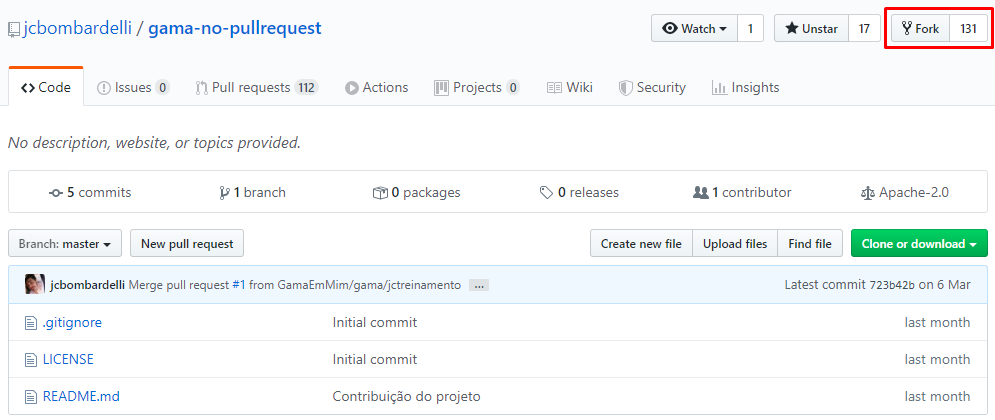 jcbombardelli / gama-no-pullrequest Watch 1 Unstar 17 Fork 131
Code Issues 0 Pull requests 112 Actions Projects 0 Wiki Security Insights
No description, website, or topics provided.
5 commits 1 branch 0 packages 0 releases 1 contributor Apache-2.0
Branch: master New pull request Create new file Upload files Find file Clone or download
jcbombardelli Merge pull request #1 from GamaEmMim/gama/jctreinamento ... Latest commit 723b42b on 6 Mar
.gitignore Initial commit last month
LICENSE Initial commit last month
README.md Contribuição do projeto last month